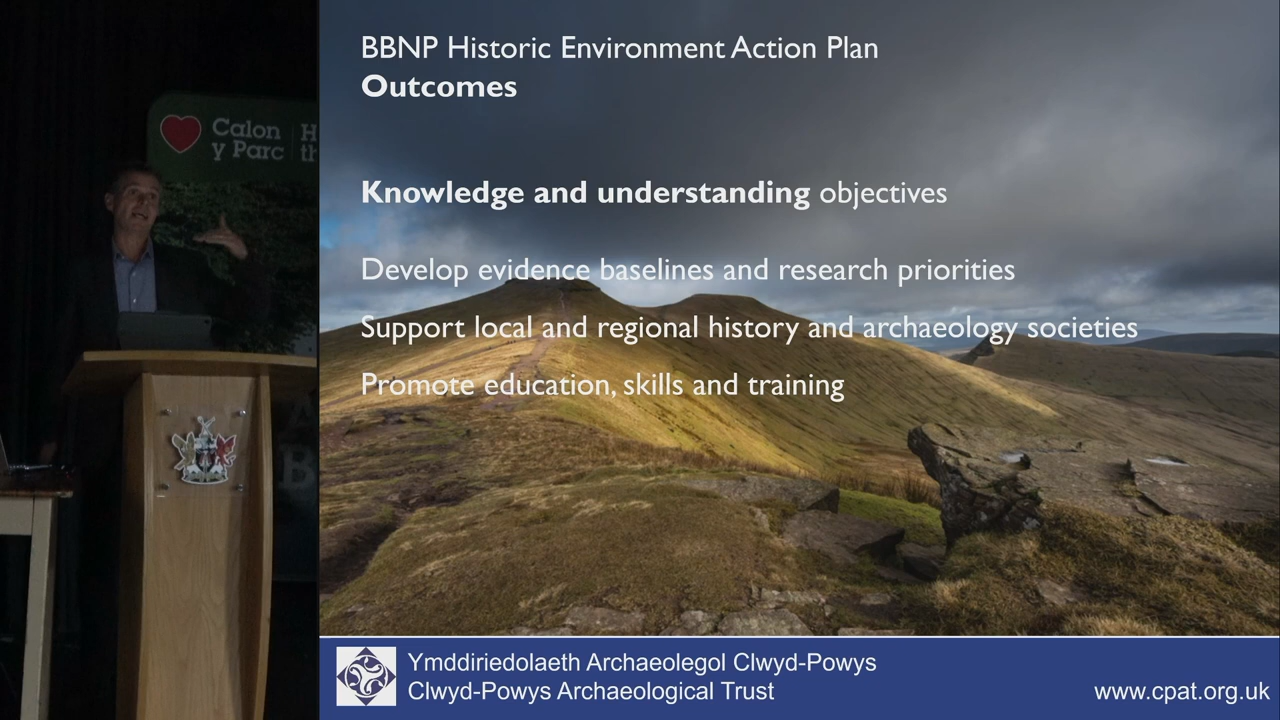 BBNP Historic Environment Action Plan
Outcomes
Knowledge and understanding objectives
Develop evidence baselines and research priorities
Support local and regional history and archaeology societies
Promote education, skills and training
Calon
y Parc
Ymddiriedolaeth Archaeolegol Clwyd-Powys
Clwyd-Powys Archaeological Trust
www.cpat.org.uk